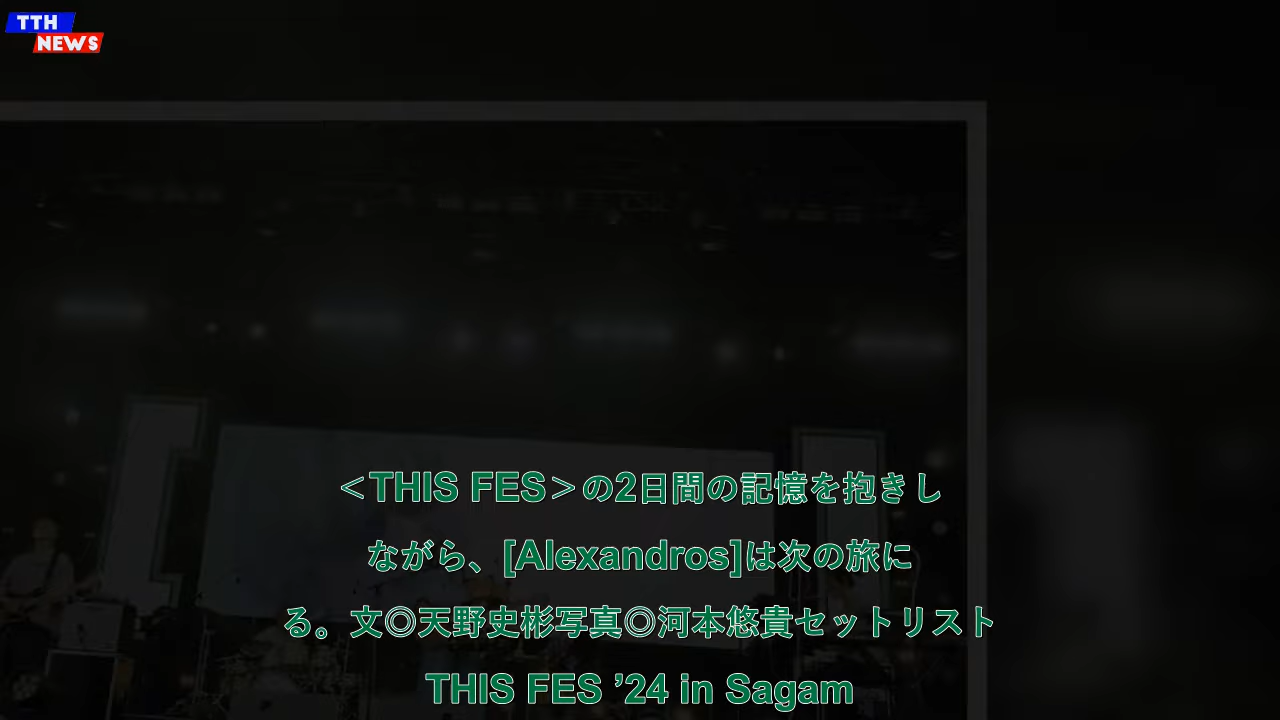 TTH
NEWS
＜THIS FES＞の2日間の記憶を抱きし
ながら、[Alexandros]は次の旅に
る。文◎天野史彬写真◎河本悠貴セットリスト
THIS FES ’24 in Sagam